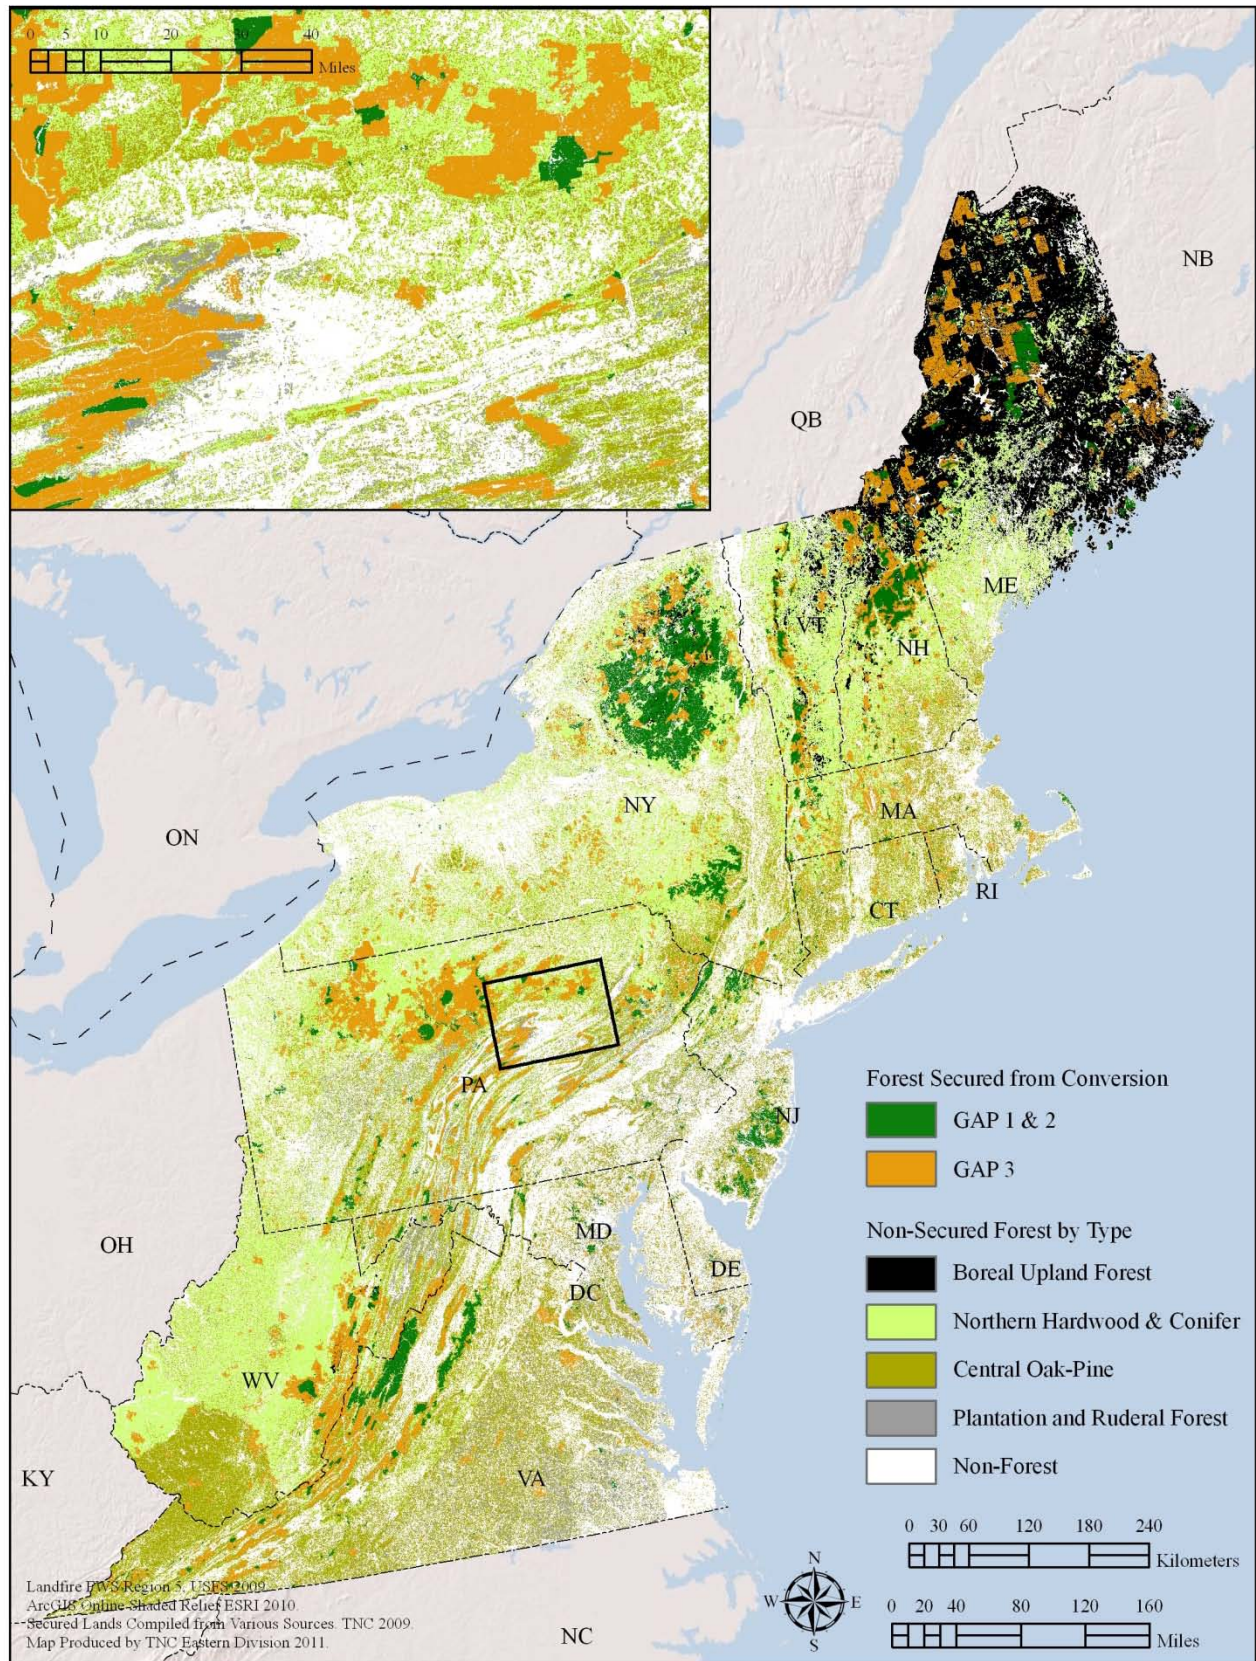 0 5 10 20 30 40
Miles
NB
QB
ME
VT
NH
NY
MA
ON
CT
RI
PA
NJ
OH
MD
DE
DC
WV
KY
VA
NC
Forest Secured from Conversion
GAP 1 & 2
GAP 3
Non-Secured Forest by Type
Boreal Upland Forest
Northern Hardwood & Conifer
Central Oak-Pine
Plantation and Ruderal Forest
Non-Forest
0 30 60 120 180 240
Kilometers
N
W E
S
0 20 40 80 120 160
Miles
Landfire FWS Region 5, USFS 2009.
ArcGIS Online Shaded Relief ESRI 2010.
Secured Lands Compiled from Various Sources. TNC 2009.
Map Produced by TNC Eastern Division 2011.